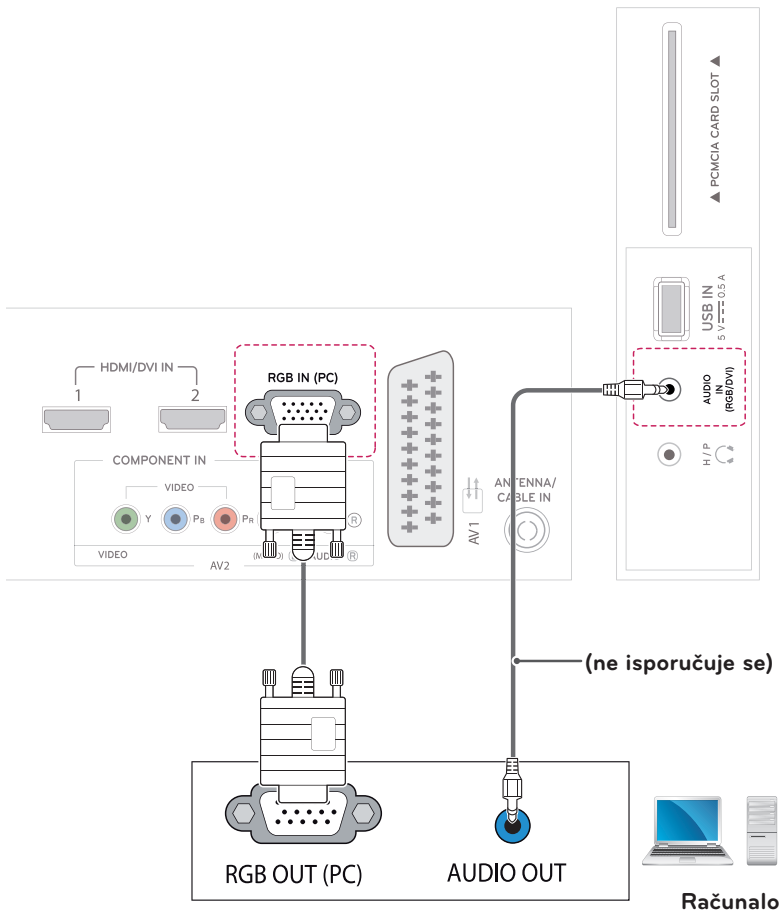 ▲ PCMCIA CARD SLOT ▲
USB IN
5 V 0.5 A
AUDIO
IN
(RGB/DVI)
H / P
HDMI/DVI IN
1
2
RGB IN (PC)
COMPONENT IN
VIDEO
Y
PB
PR
R
VIDEO
R
AV2
AV1
ANTENNA/
CABLE IN
(ne isporučuje se)
RGB OUT (PC)
AUDIO OUT
Računalo